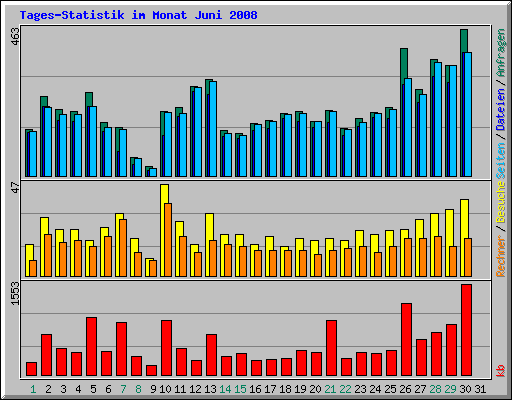 Tages-Statistik im Monat Juni 2008
463
47
1553
Rechner / Besuche Seiten / Dateien / Anfragen
kb
1 2 3 4 5 6 7 8 9 10 11 12 13 14 15 16 17 18 19 20 21 22 23 24 25 26 27 28 29 30 31